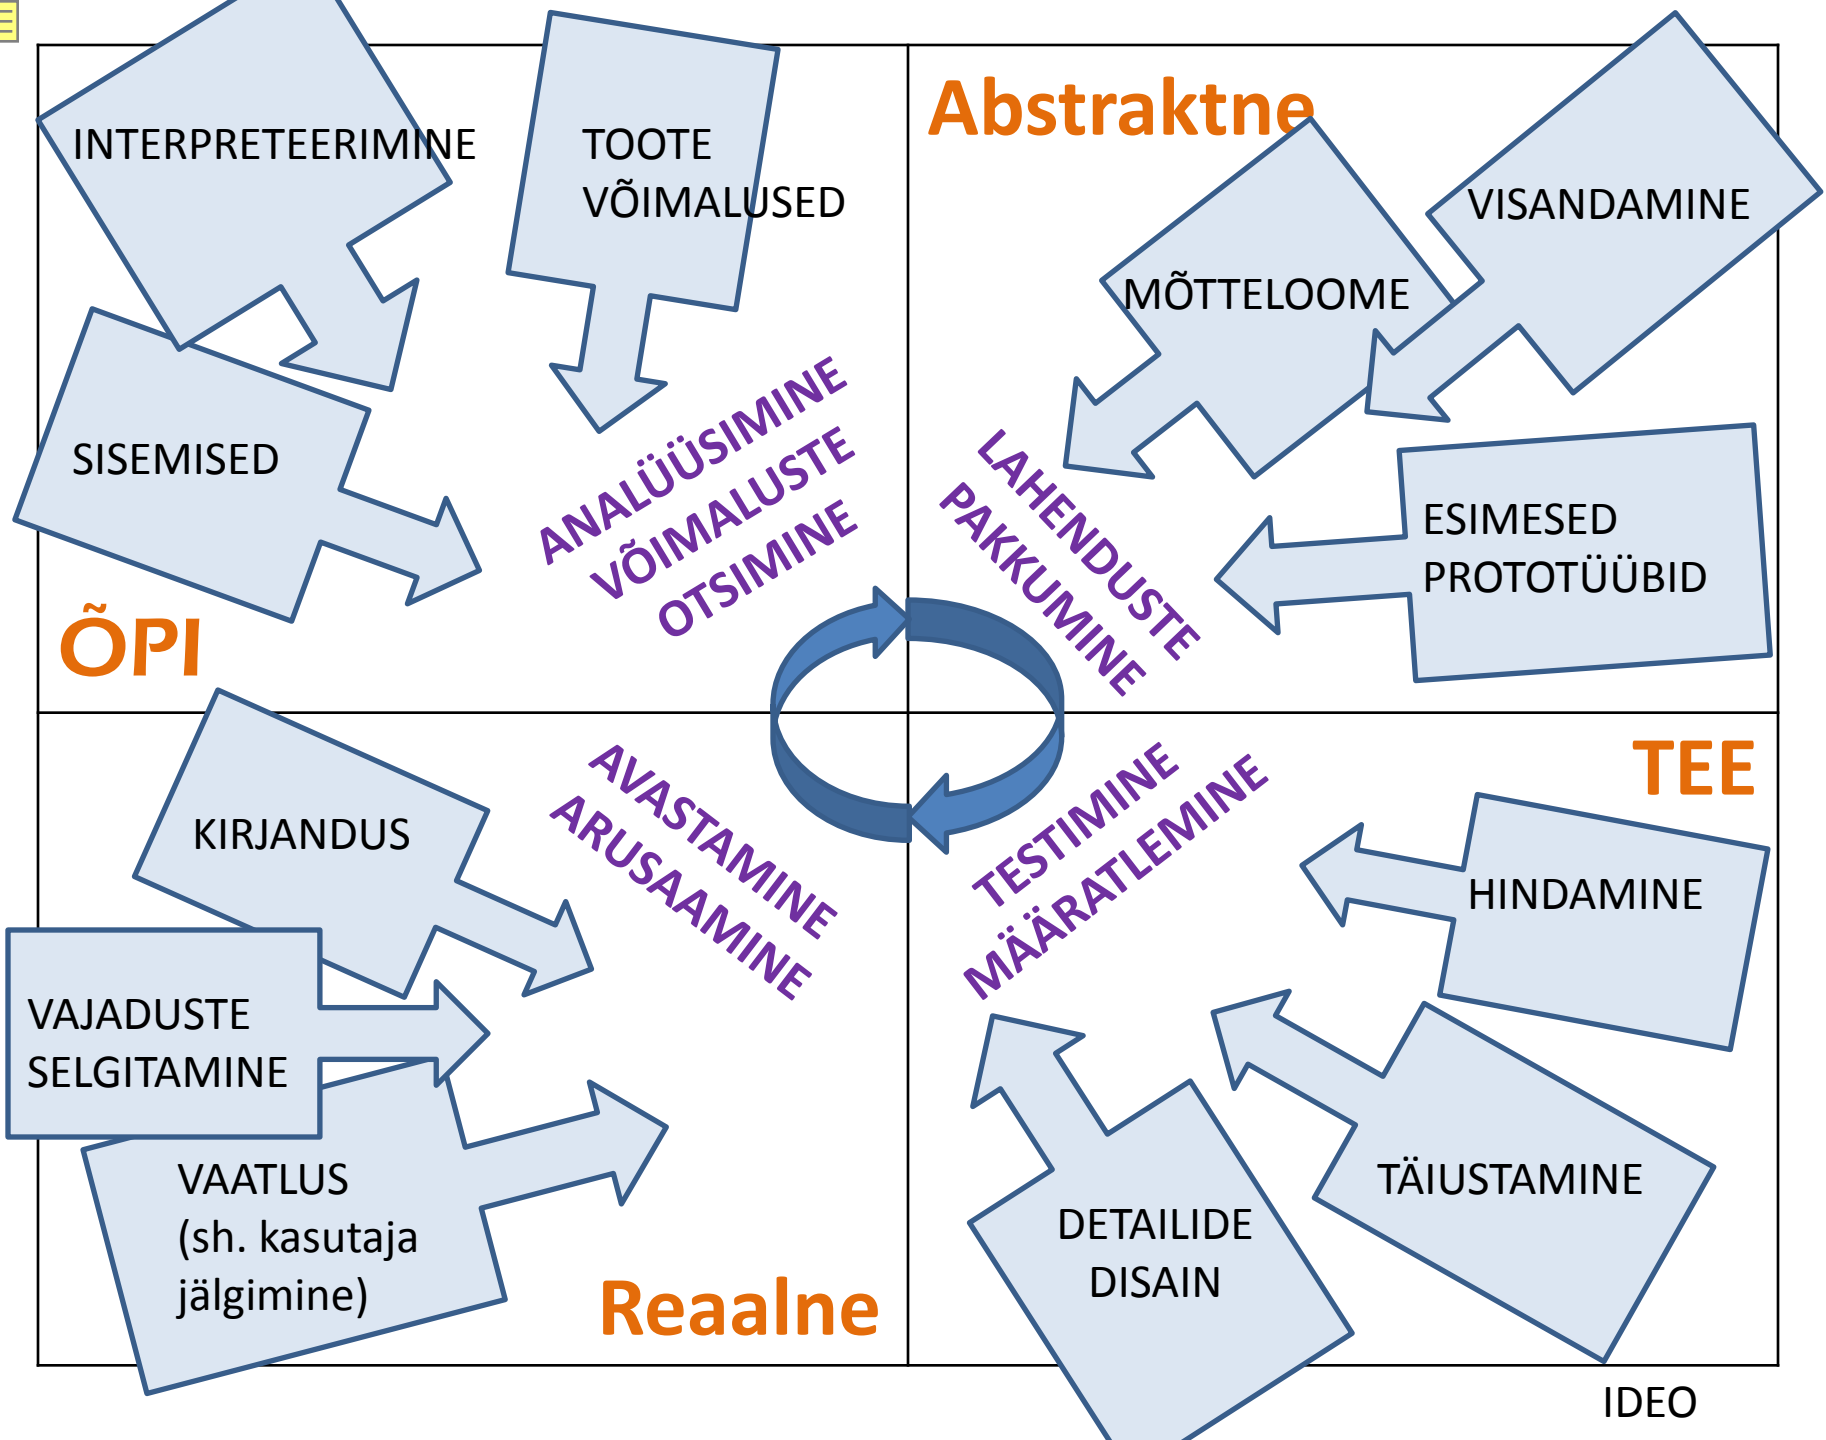 INTERPRETEERIMINE
TOOTE
VÕIMALUSED
SISEMISED
ANALÜÜSIMINE
VÕIMALUSTE
OTSIMINE
ÕPI
Abstraktne
VISANDAMINE
MÕTTELOOME
LAHENDUSTE
PAKKUMINE
ESIMESED
PROTOTÜÜBID
KIRJANDUS
AVASTAMINE
ARUSAAMINE
VAJADUSTE
SELGITAMINE
VAATLUS
(sh. kasutaja
jälgimine)
Reaalne
TEE
TESTIMINE
MÄÄRATLEMINE
HINDAMINE
TÄIUSTAMINE
DETAILIDE
DISAIN
IDEO